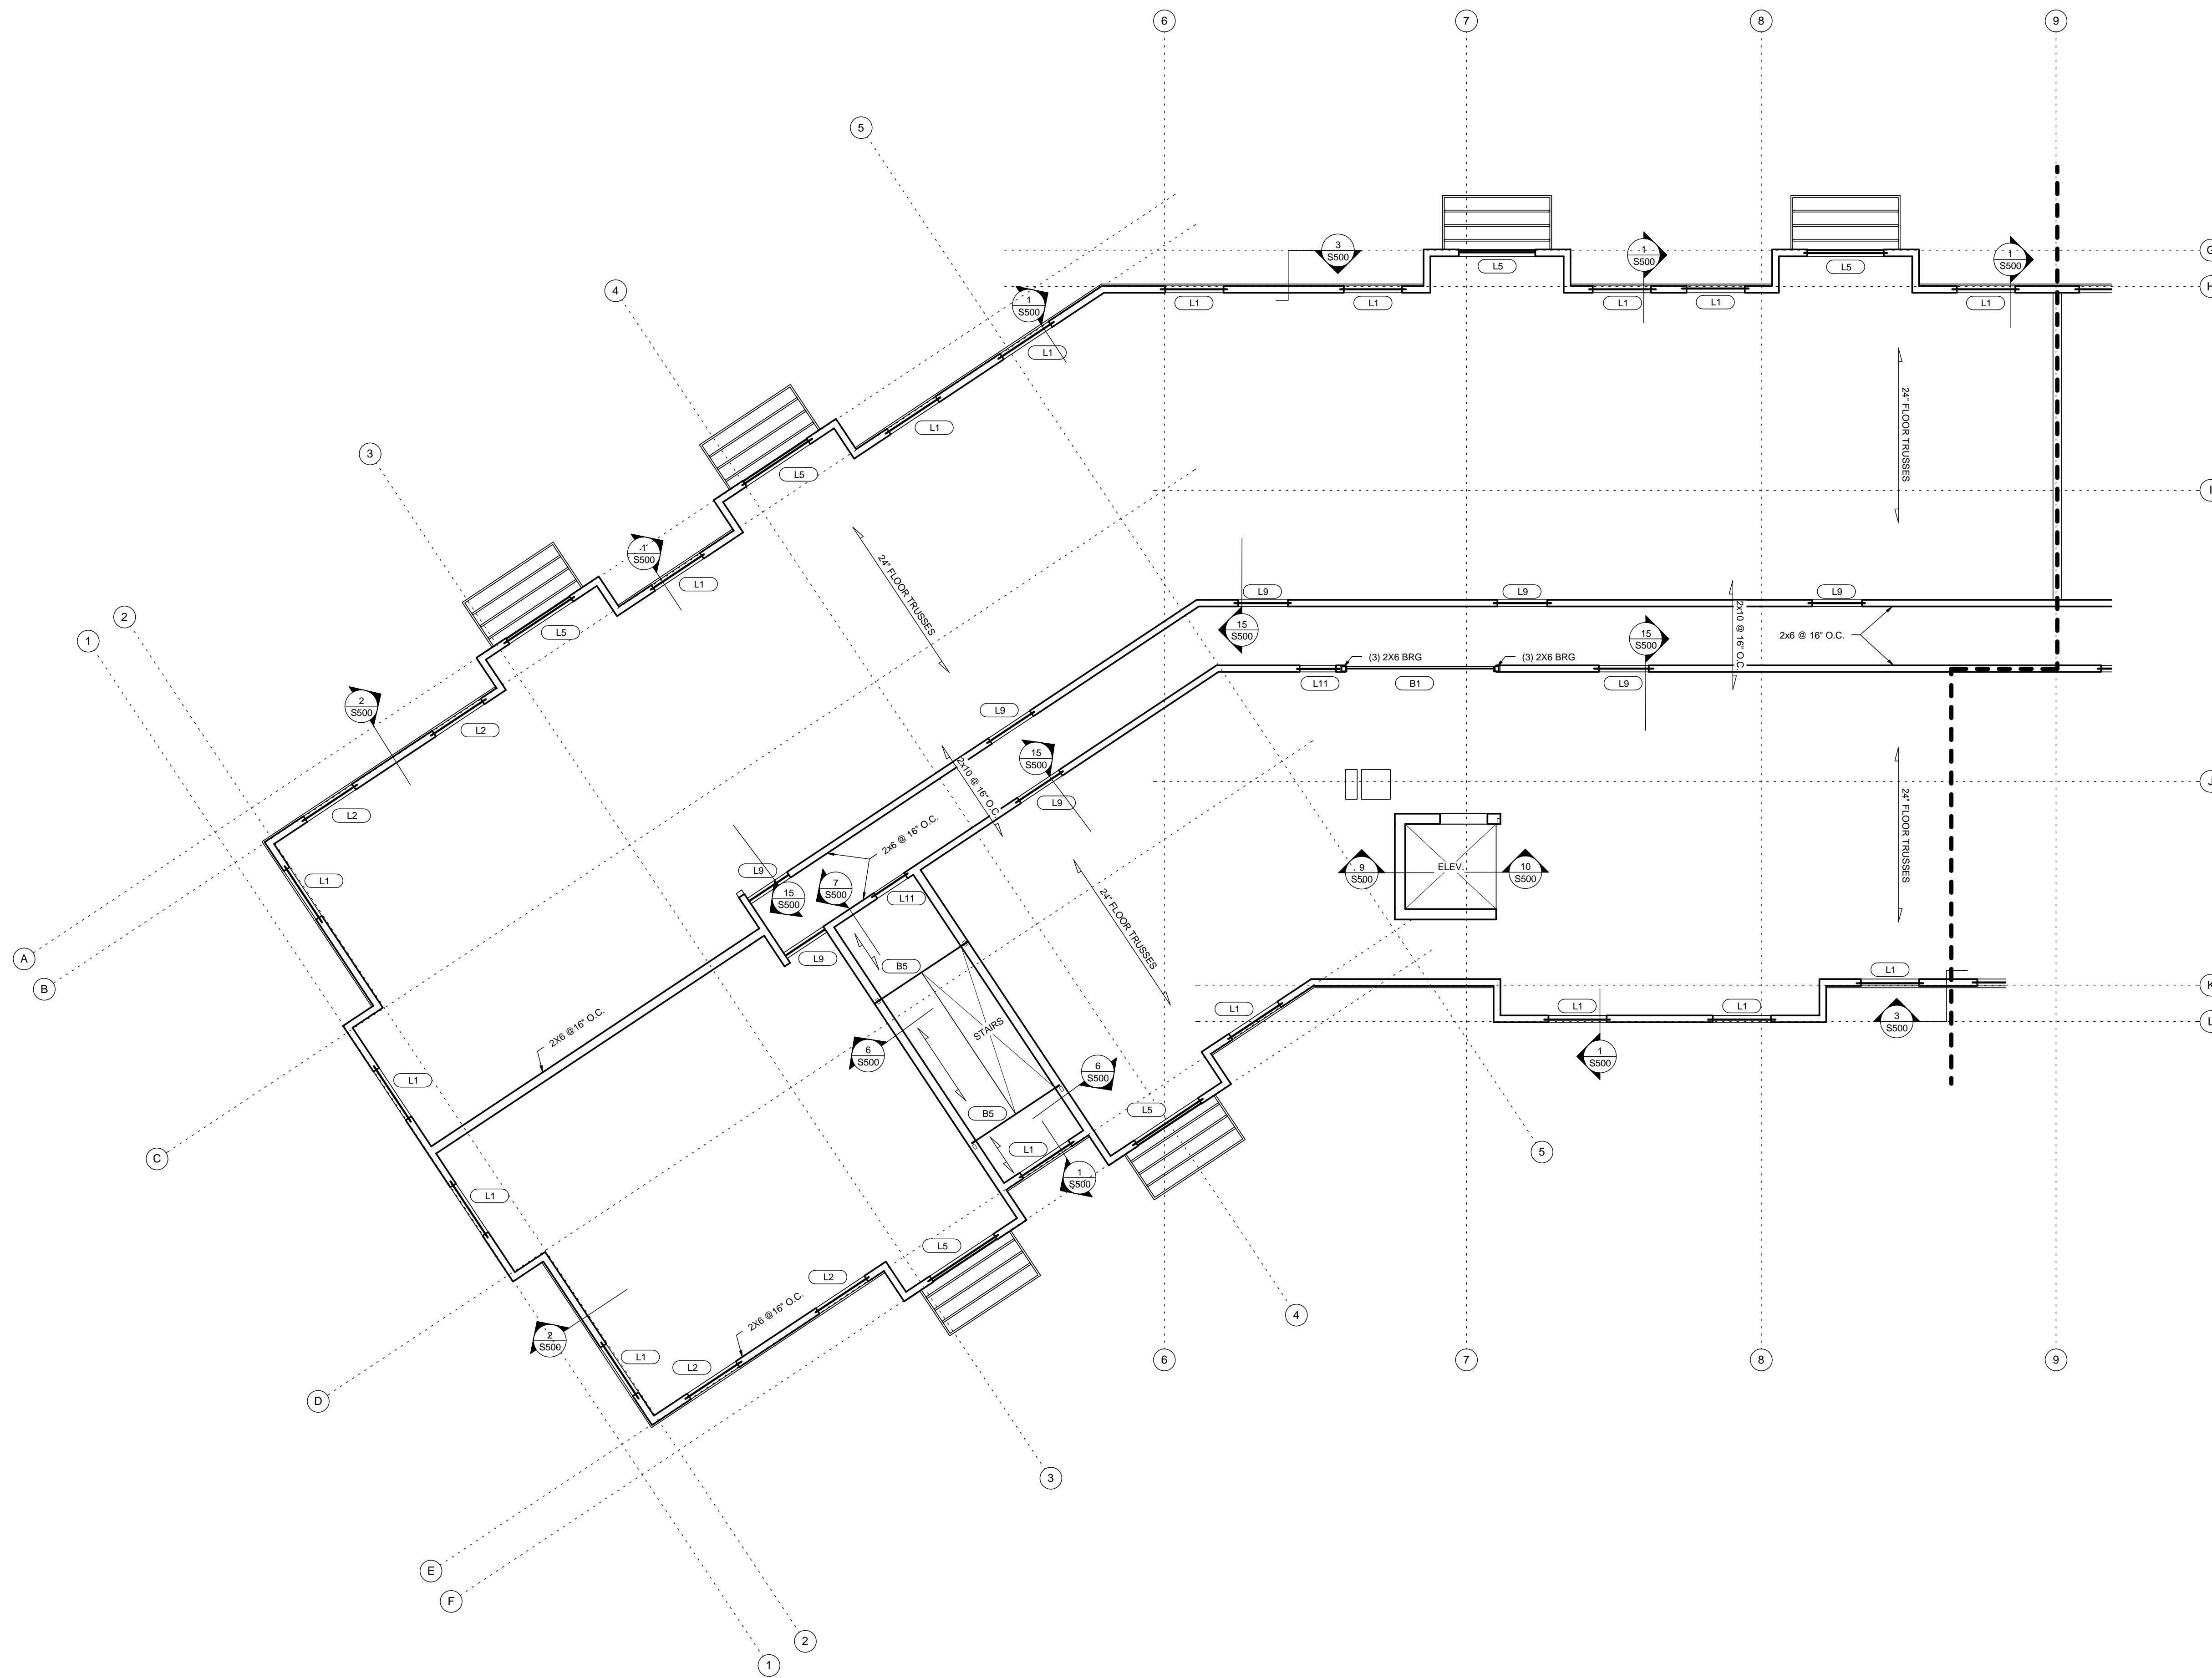 6
7
8
9
5
4
3
2
1
G
H
I
J
K
L
3
S500
1
S500
1
S500
1
S500
L5
L5
L1
L1
L1
L1
L1
L1
L1
L5
1
S500
L1
L5
2
S500
L2
L2
24" FLOOR TRUSSES
24" FLOOR TRUSSES
L9
L9
L9
15
S500
15
S500
2x10 @ 16" O.C.
2x6 @ 16" O.C.
(3) 2X6 BRG
(3) 2X6 BRG
L11
B1
L9
L9
15
S500
2x10 @ 16" O.C.
L9
2x6 @ 16" O.C.
L9
15
S500
7
S500
L11
L9
24" FLOOR TRUSSES
24" FLOOR TRUSSES
9
S500
ELEV.
10
S500
L1
A
B
L1
B5
STAIRS
2X6 @16" O.C.
6
S500
6
S500
B5
L1
1
S500
L1
L1
L1
L1
3
S500
1
S500
L5
L1
C
5
L1
L5
L2
2X6 @16" O.C.
2
S500
L1
L2
4
D
6
7
8
9
3
E
F
2
1